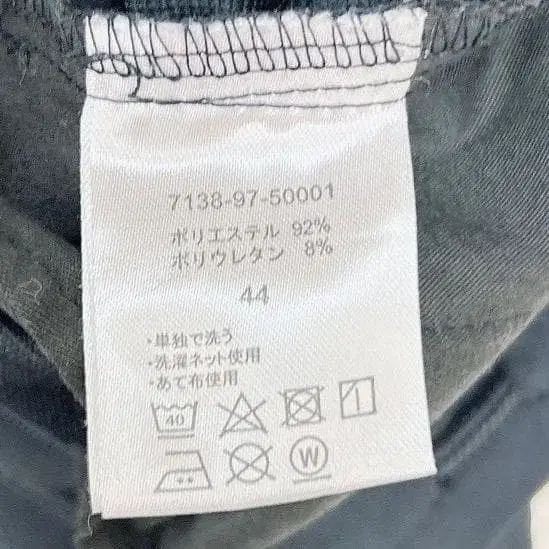 7138-97-50001
ポリエステル 92%
ポリウレタン 8%
44
・単独で洗う
・洗濯ネット使用
・あて布使用
40
W